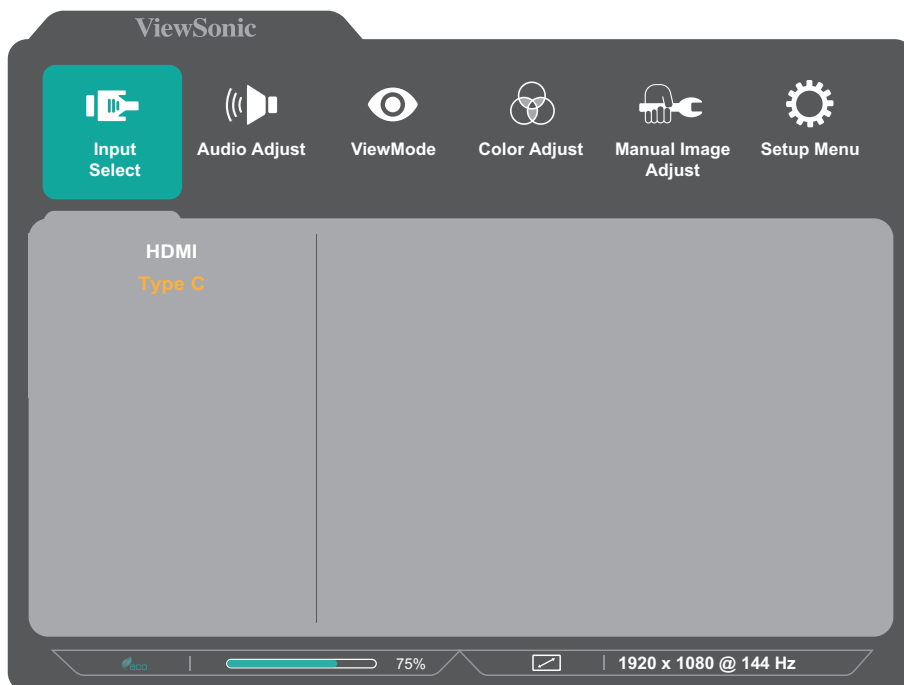 ViewSonic
Input Select
Audio Adjust
ViewMode
Color Adjust
Manual Image Adjust
Setup Menu
HDMI
Type C
eco
75%
1920 x 1080 @ 144 Hz